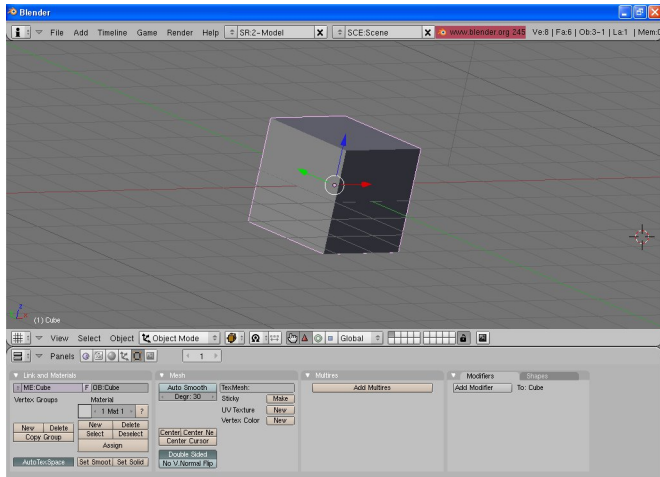 Blender
File Add Timeline Game Render Help SR:2-Model X SCE:Scene X www.blender.org 245 Ve:8 | Fa:6 | Ob:3-1 | La:1 | Mem:0
z
x
(1) Cube
View Select Object Object Mode Global
Panels 1
Link and Materials
ME:Cube F OB:Cube
Vertex Groups Material
1 Mat 1 ?
New Delete New Delete
Copy Group Select Deselect
Assign
AutoTexSpace Set Smoot Set Solid
Mesh
Auto Smooth TexMesh:
Degr: 30 Sticky Make
UV Texture New
Vertex Color New
Center Center Ne
Center Cursor
Double Sided
No V.Normal Flip
Multires
Add Multires
Modifiers Shapes
Add Modifier To: Cube